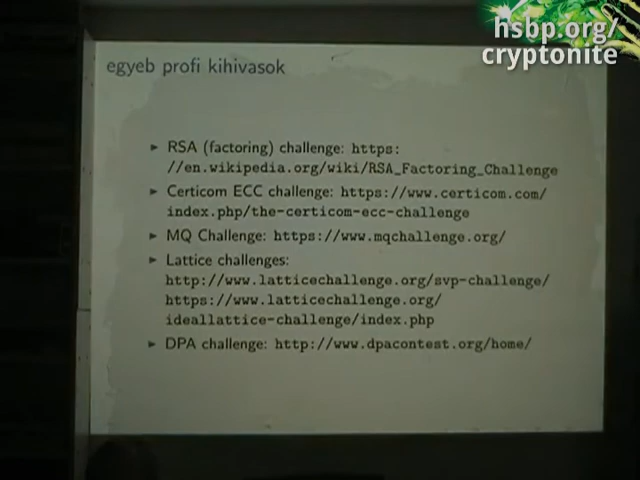 hsbp.org/
cryptonite
egyeb profi kihivasok
► RSA (factoring) challenge: https:
//en.wikipedia.org/wiki/RSA_Factoring_Challenge
► Certicom ECC challenge: https://www.certicom.com/
index.php/the-certicom-ecc-challenge
► MQ Challenge: https://www.mqchallenge.org/
► Lattice challenges:
http://www.latticechallenge.org/svp-challenge/
https://www.latticechallenge.org/
ideallattice-challenge/index.php
► DPA challenge: http://www.dpacontest.org/home/